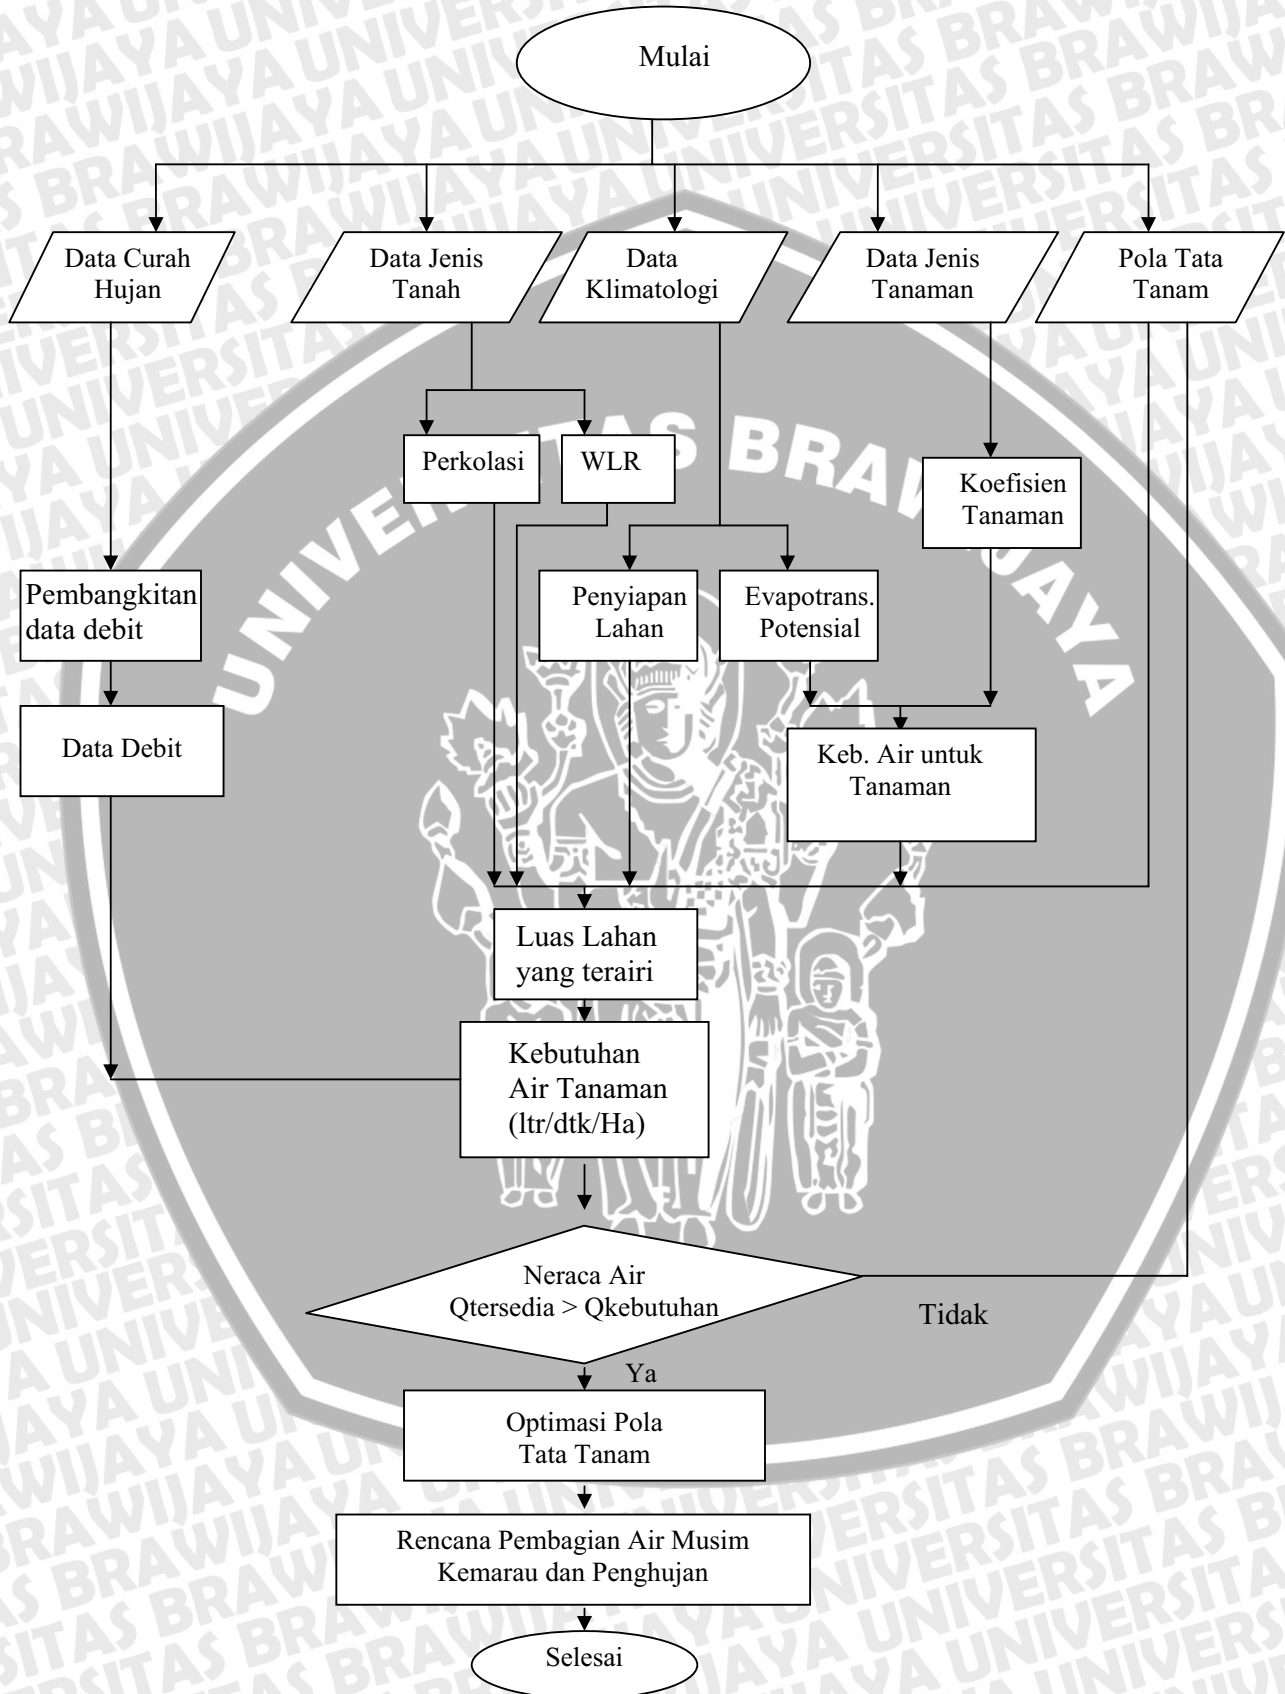 Mulai
Data Curah
Hujan
Data Jenis
Tanah
Data
Klimatologi
Data Jenis
Tanaman
Pola Tata
Tanam
Perkolasi
WLR
Koefisien
Tanaman
Pembangkitan
data debit
Penyiapan
Lahan
Evapotrans.
Potensial
Data Debit
Keb. Air untuk
Tanaman
Luas Lahan
yang terairi
Kebutuhan
Air Tanaman
(ltr/dtk/Ha)
Neraca Air
Qtersedia > Qkebutuhan
Tidak
Ya
Optimasi Pola
Tata Tanam
Rencana Pembagian Air Musim
Kemarau dan Penghujan
Selesai
UNIVERSITAS BRAWIJAYA